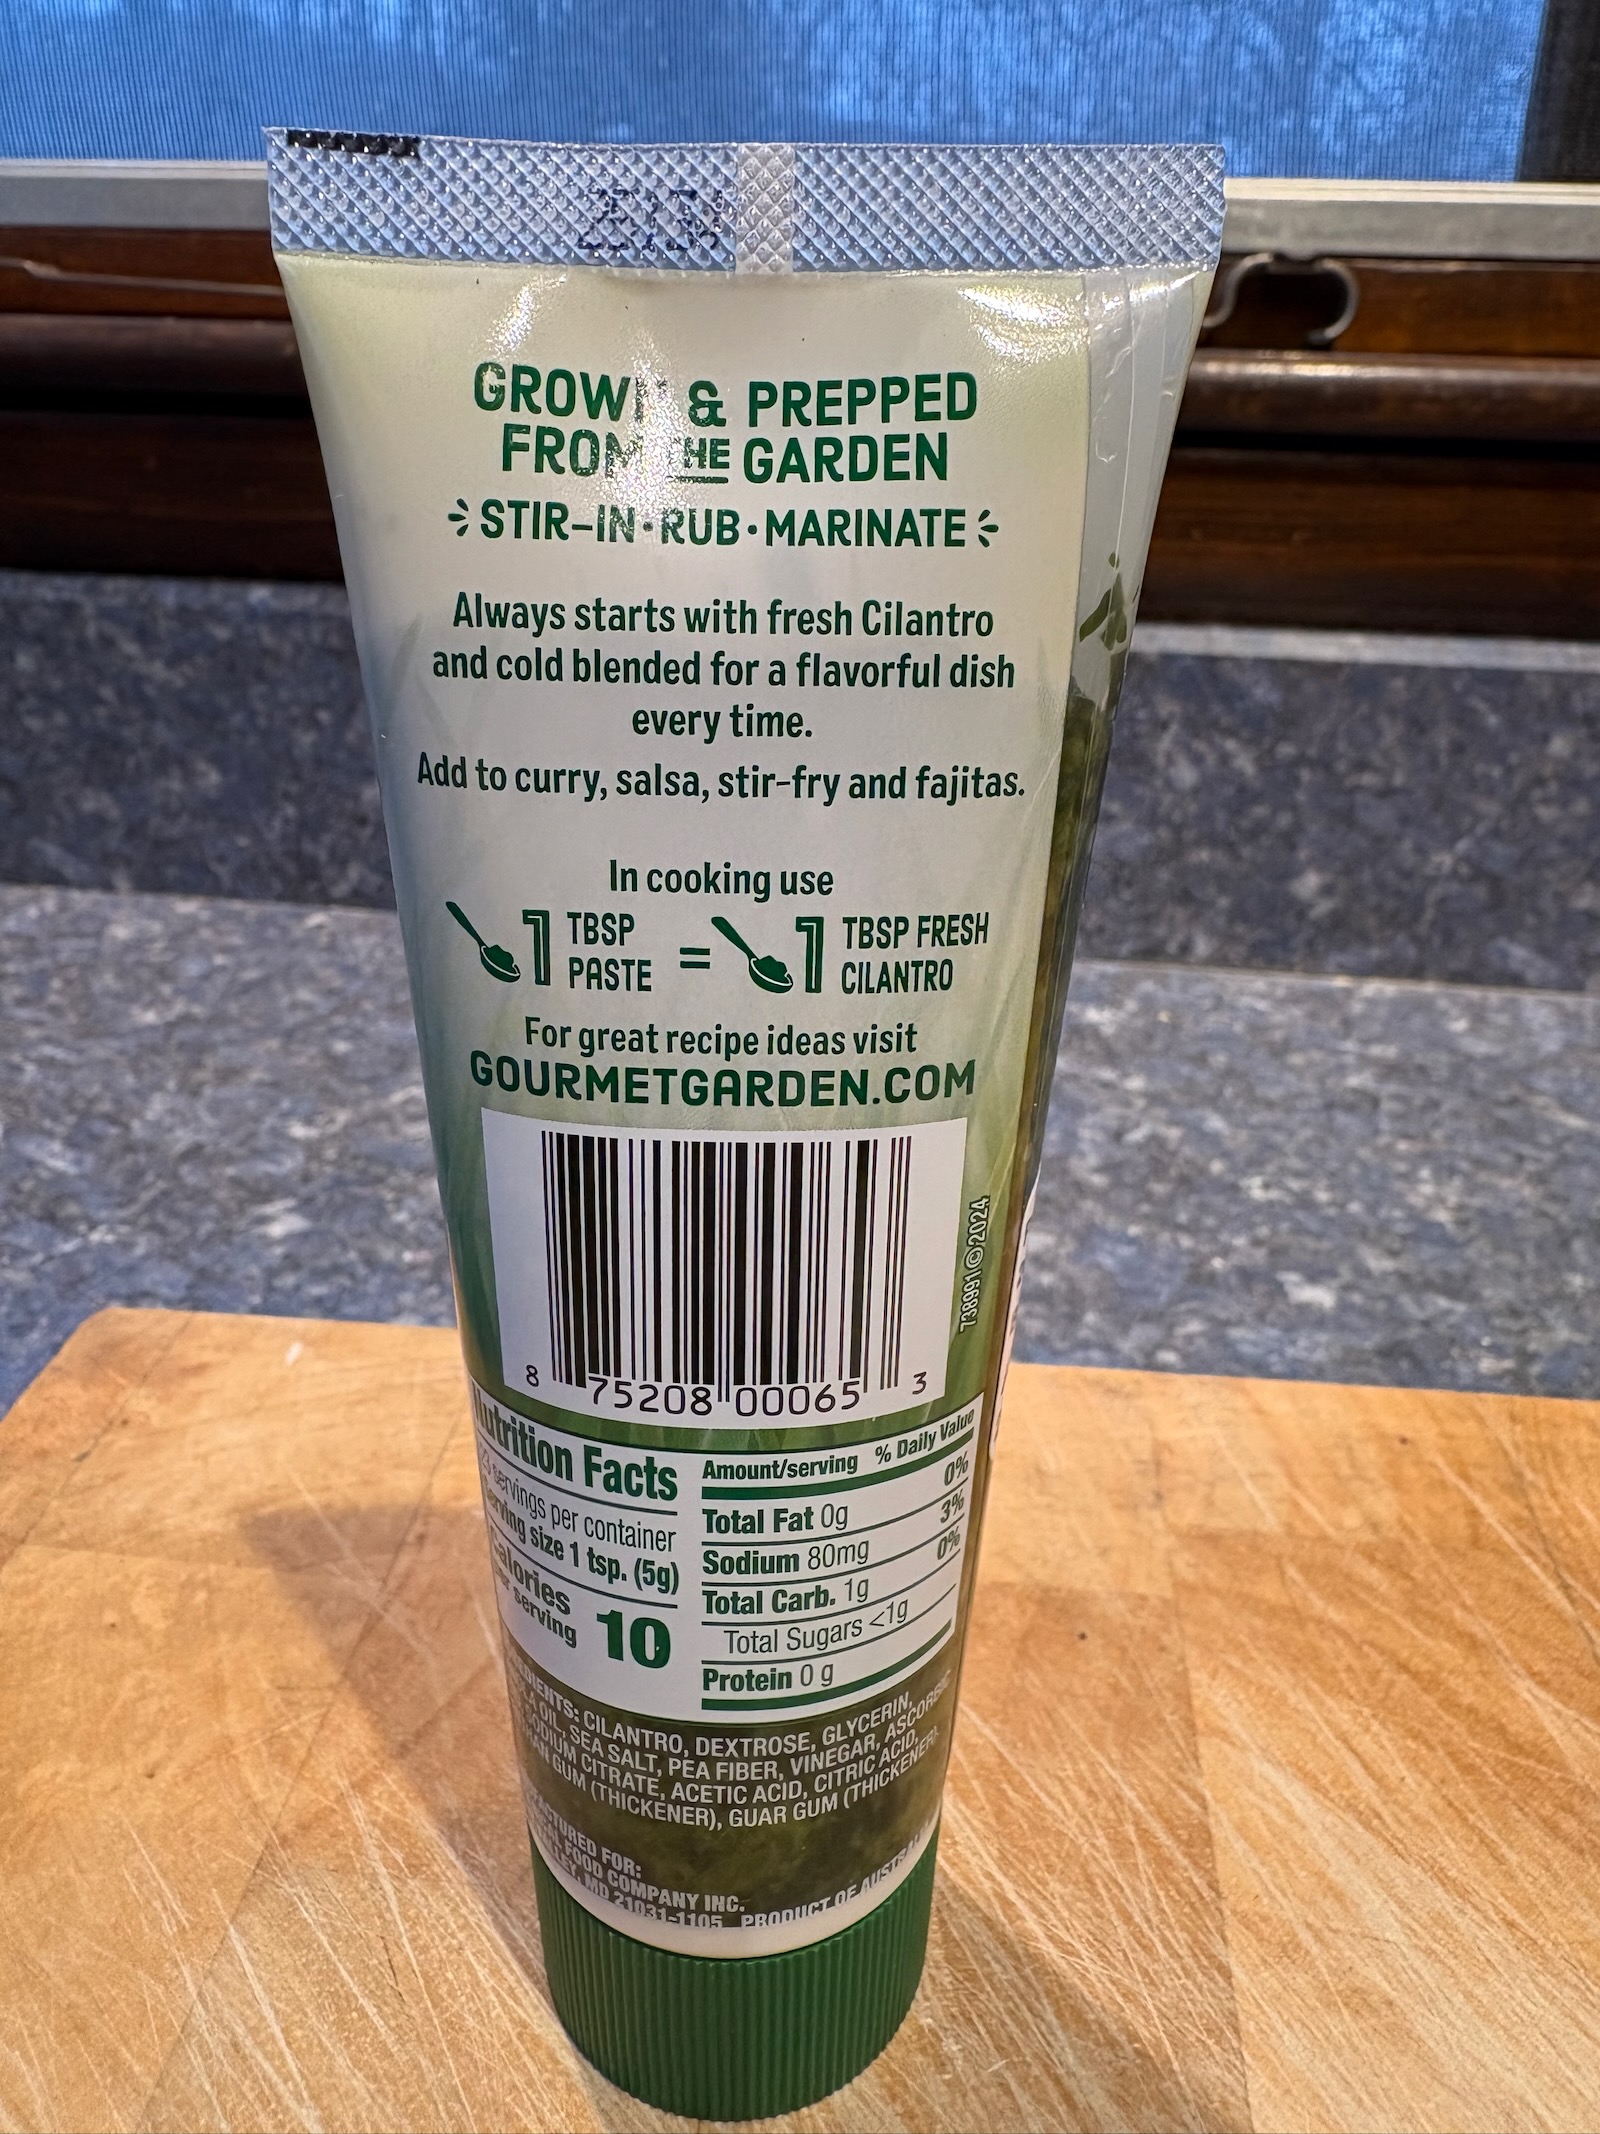 GROWN & PREPPED
FROM THE GARDEN
STIR-IN · RUB · MARINATE
Always starts with fresh Cilantro
and cold blended for a flavorful dish
every time.
Add to curry, salsa, stir-fry and fajitas.
In cooking use
1 TBSP PASTE = 1 TBSP FRESH CILANTRO
For great recipe ideas visit
GOURMETGARDEN.COM
738991 © 2024
8 75208 00065 3
Nutrition Facts
23 servings per container
Serving size 1 tsp. (5g)
Calories
per serving
10
Amount/serving % Daily Value
Total Fat 0g 0%
Sodium 80mg 3%
Total Carb. 1g 0%
Total Sugars <1g
Protein 0 g
CILANTRO, DEXTROSE, GLYCERIN,
OIL, SEA SALT, PEA FIBER, VINEGAR, ASCORBIC
SODIUM CITRATE, ACETIC ACID, CITRIC ACID,
GUM (THICKENER), GUAR GUM (THICKENER).
FOR:
FOOD COMPANY INC.
MD 21031-1105 PRODUCT OF